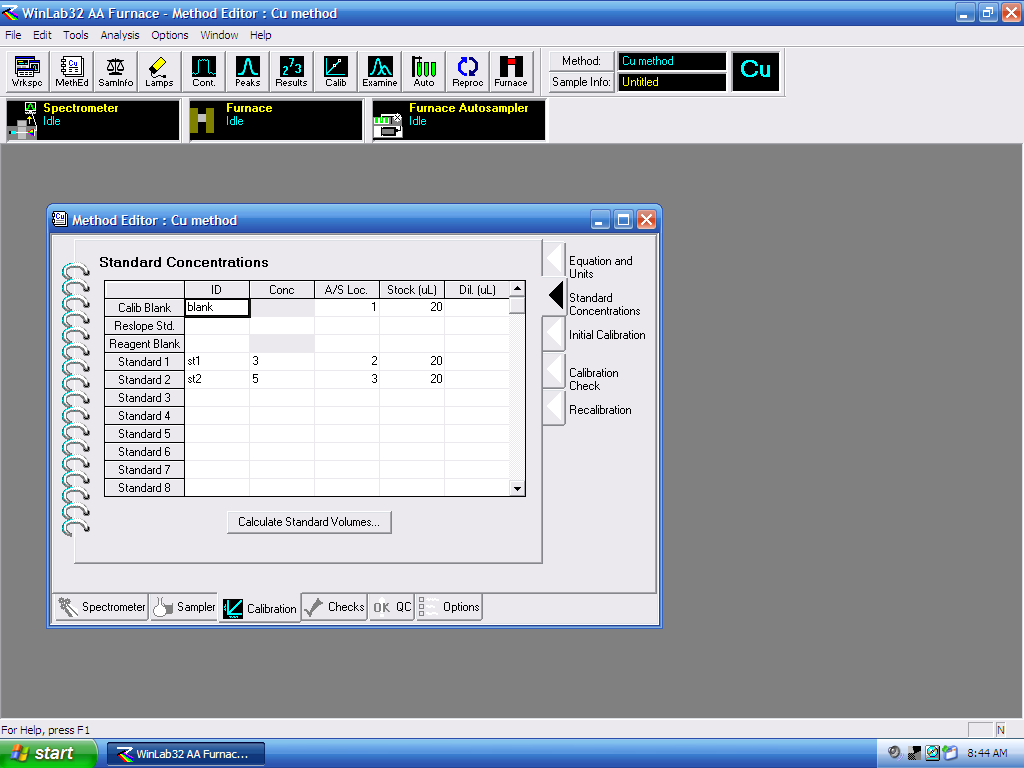 WinLab32 AA Furnace - Method Editor : Cu method
File Edit Tools Analysis Options Window Help
Wrkspc MethEd SamInfo Lamps Cont. Peaks Results Calib Examine Auto Reproc Furnace
Method: Cu method
Sample Info: Untitled
Cu
Spectrometer
Idle
Furnace
Idle
Furnace Autosampler
Idle
Method Editor : Cu method
Standard Concentrations
ID Conc A/S Loc. Stock (uL) Dil. (uL)
Calib Blank blank 1 20
Reslope Std.
Reagent Blank
Standard 1 st1 3 2 20
Standard 2 st2 5 3 20
Standard 3
Standard 4
Standard 5
Standard 6
Standard 7
Standard 8
Calculate Standard Volumes...
Equation and
Units
Standard
Concentrations
Initial Calibration
Calibration
Check
Recalibration
Spectrometer Sampler Calibration Checks OK QC Options
For Help, press F1
N
start WinLab32 AA Furnac... 8:44 AM